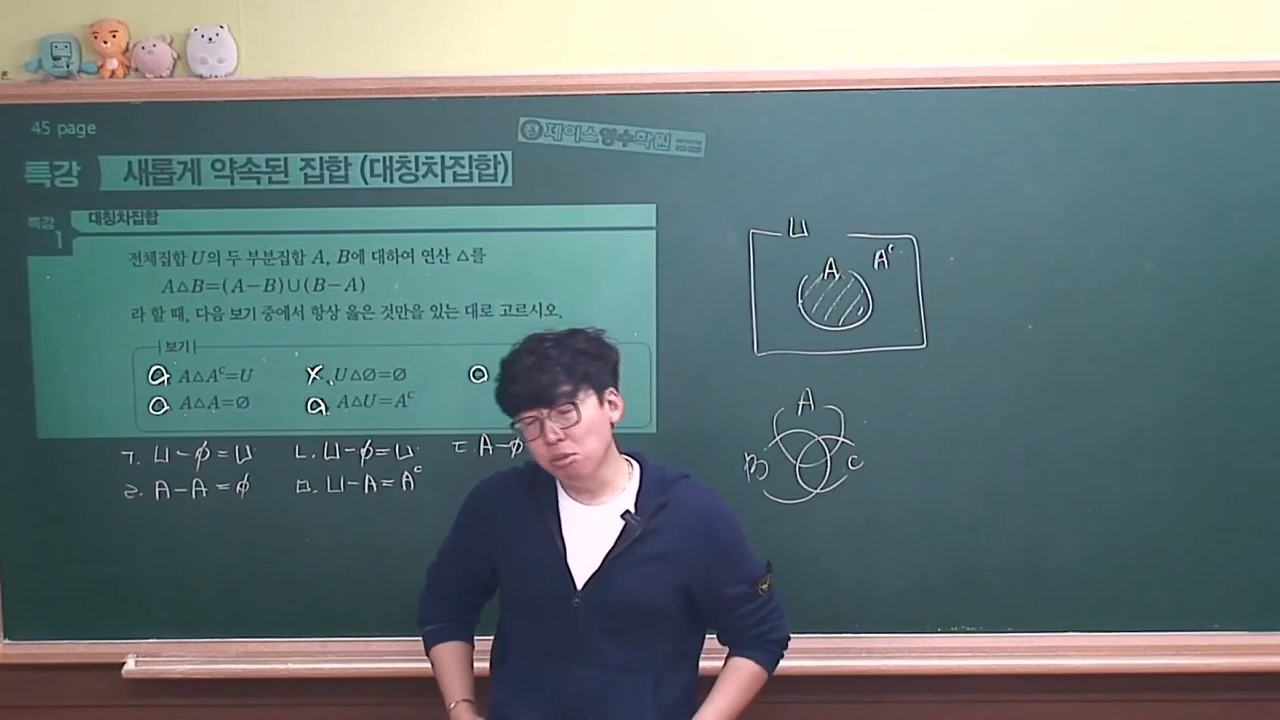 45 page
제이스영수학원
특강 새롭게 약속된 집합 (대칭차집합)
특강 1 대칭차집합
전체집합 U의 두 부분집합 A, B에 대하여 연산 △를
A△B=(A-B)∪(B-A)
라 할 때, 다음 보기 중에서 항상 옳은 것만을 있는 대로 고르시오.
보기
A△Aᶜ=U U△∅=∅
A△A=∅ A△U=Aᶜ
ㄱ. U-∅=U ㄴ. U-∅=U ㄷ. A-∅
ㄹ. A-A=∅ ㅁ. U-A=Aᶜ
U
A Aᶜ
A
B C